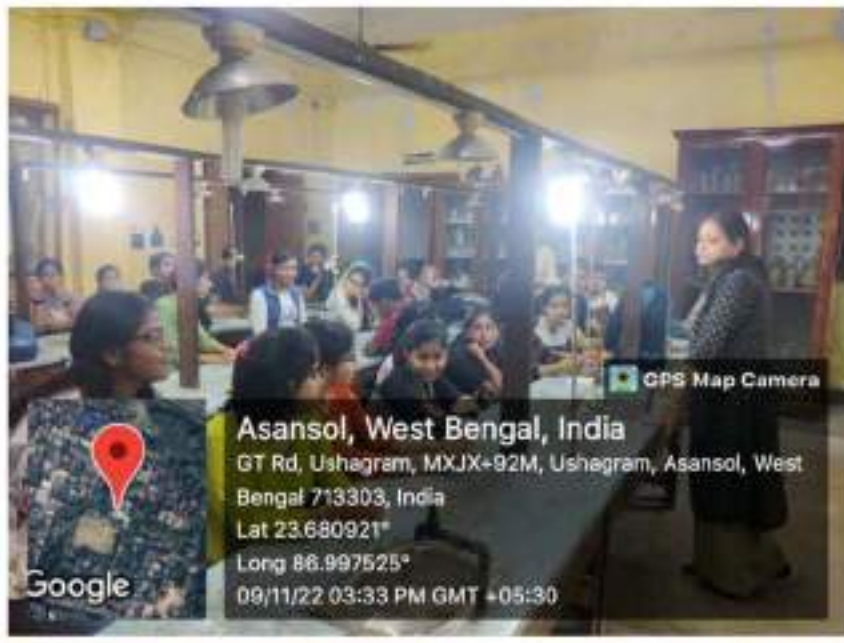 GPS Map Camera
Asansol, West Bengal, India
GT Rd, Ushagram, MXJX+92M, Ushagram, Asansol, West
Bengal 713303, India
Lat 23.680921°
Long 86.997525°
09/11/22 03:33 PM GMT +05:30
Google